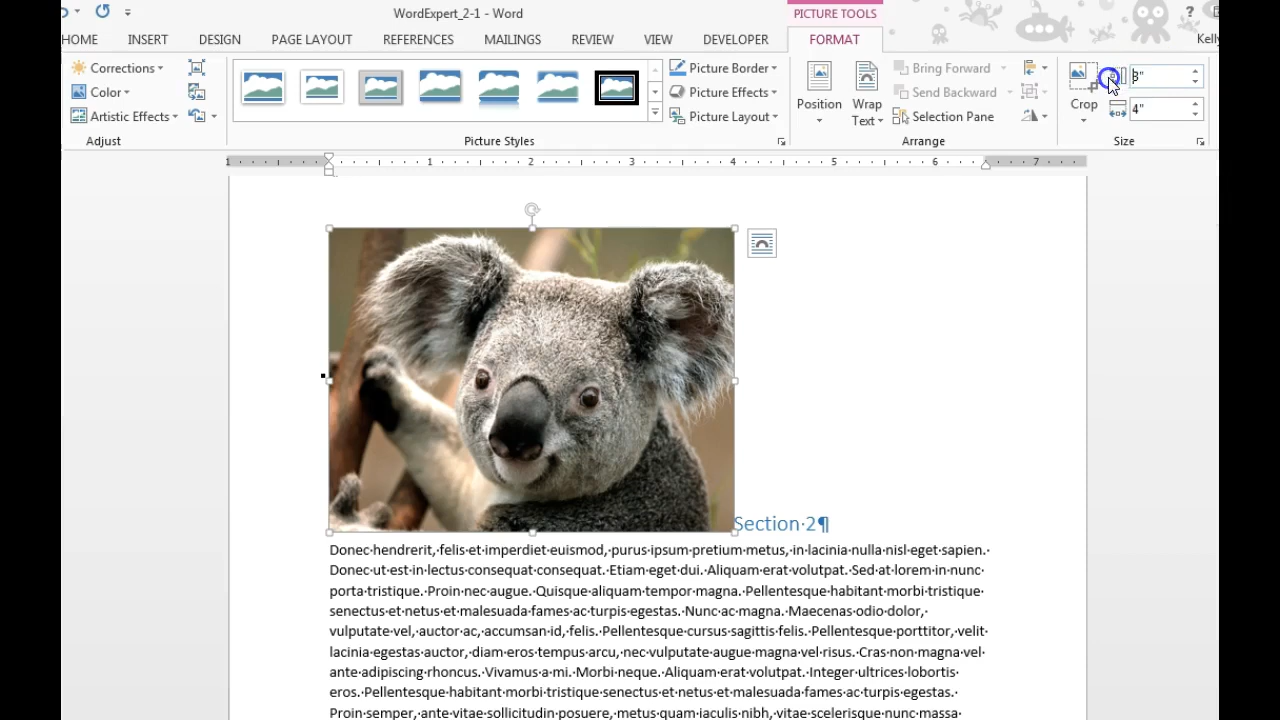 WordExpert_2-1 - Word
PICTURE TOOLS
?
HOME INSERT DESIGN PAGE LAYOUT REFERENCES MAILINGS REVIEW VIEW DEVELOPER FORMAT Kelly
Corrections
Color
Artistic Effects
Adjust
Picture Styles
Picture Border
Picture Effects
Picture Layout
Position
Wrap
Text
Bring Forward
Send Backward
Selection Pane
Arrange
Crop
3"
4"
Size
1 1 2 3 4 5 6 7
Section·2¶
Donec·hendrerit,·felis·et·imperdiet·euismod,·purus·ipsum·pretium·metus,·in·lacinia·nulla·nisl·eget·sapien.·
Donec·ut·est·in·lectus·consequat·consequat.·Etiam·eget·dui.·Aliquam·erat·volutpat.·Sed·at·lorem·in·nunc·
porta·tristique.·Proin·nec·augue.·Quisque·aliquam·tempor·magna.·Pellentesque·habitant·morbi·tristique·
senectus·et·netus·et·malesuada·fames·ac·turpis·egestas.·Nunc·ac·magna.·Maecenas·odio·dolor,·
vulputate·vel,·auctor·ac,·accumsan·id,·felis.·Pellentesque·cursus·sagittis·felis.·Pellentesque·porttitor,·velit·
lacinia·egestas·auctor,·diam·eros·tempus·arcu,·nec·vulputate·augue·magna·vel·risus.·Cras·non·magna·vel·
ante·adipiscing·rhoncus.·Vivamus·a·mi.·Morbi·neque.·Aliquam·erat·volutpat.·Integer·ultrices·lobortis·
eros.·Pellentesque·habitant·morbi·tristique·senectus·et·netus·et·malesuada·fames·ac·turpis·egestas.·
Proin·semper,·ante·vitae·sollicitudin·posuere,·metus·quam·iaculis·nibh,·vitae·scelerisque·nunc·massa·